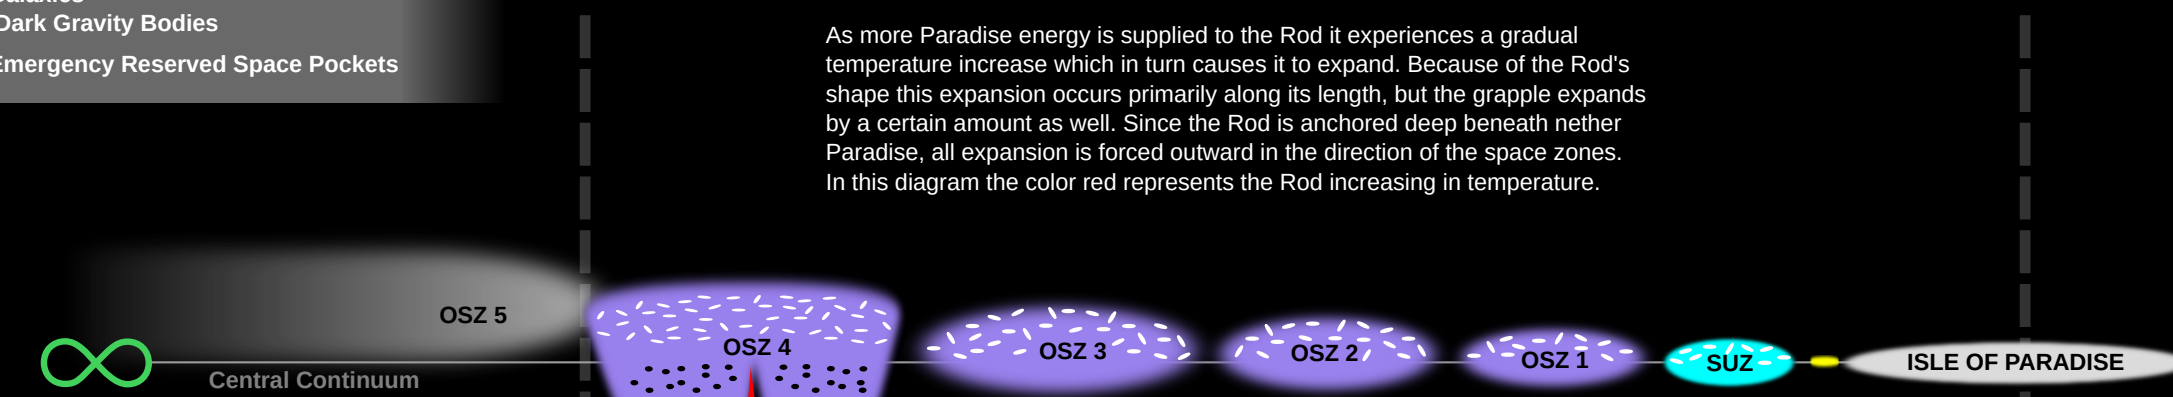 Dark Gravity Bodies
Emergency Reserved Space Pockets
As more Paradise energy is supplied to the Rod it experiences a gradual
temperature increase which in turn causes it to expand. Because of the Rod's
shape this expansion occurs primarily along its length, but the grapple expands
by a certain amount as well. Since the Rod is anchored deep beneath nether
Paradise, all expansion is forced outward in the direction of the space zones.
In this diagram the color red represents the Rod increasing in temperature.
OSZ 5
OSZ 4
OSZ 3
OSZ 2
OSZ 1
SUZ
ISLE OF PARADISE
Central Continuum